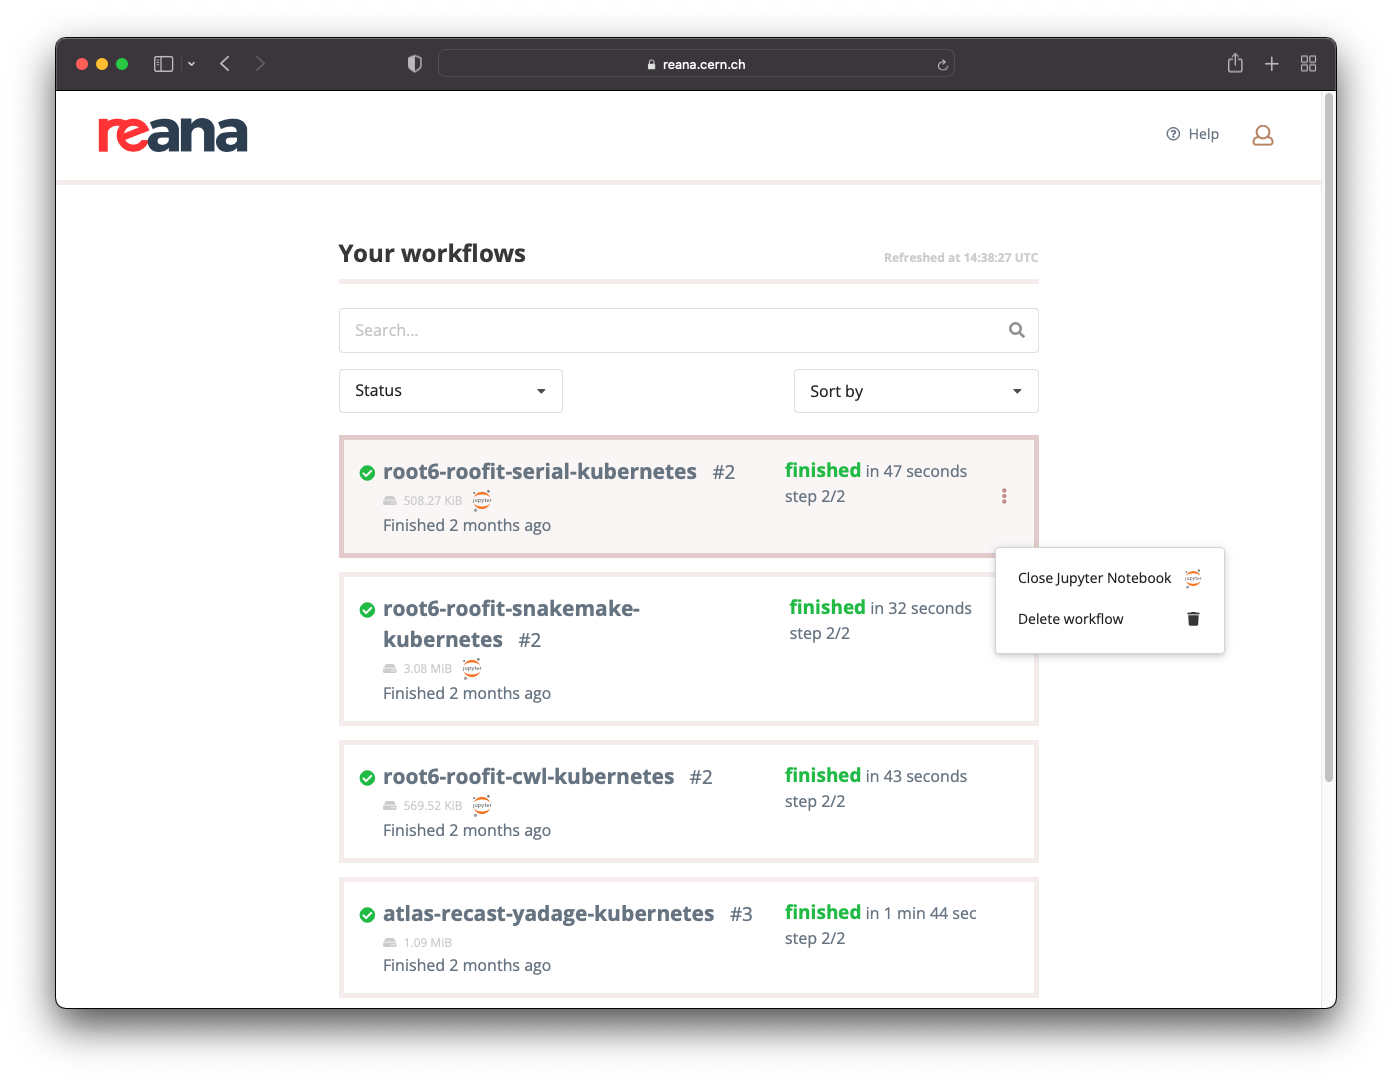 reana.cern.ch
reana
Help
Your workflows
Refreshed at 14:38:27 UTC
Search...
Status
Sort by
root6-roofit-serial-kubernetes #2
finished in 47 seconds
508.27 KiB jupyter
step 2/2
Finished 2 months ago
Close Jupyter Notebook jupyter
Delete workflow
root6-roofit-snakemake-
kubernetes #2
finished in 32 seconds
step 2/2
3.08 MiB jupyter
Finished 2 months ago
root6-roofit-cwl-kubernetes #2
finished in 43 seconds
569.52 KiB jupyter
step 2/2
Finished 2 months ago
atlas-recast-yadage-kubernetes #3
finished in 1 min 44 sec
1.09 MiB
step 2/2
Finished 2 months ago